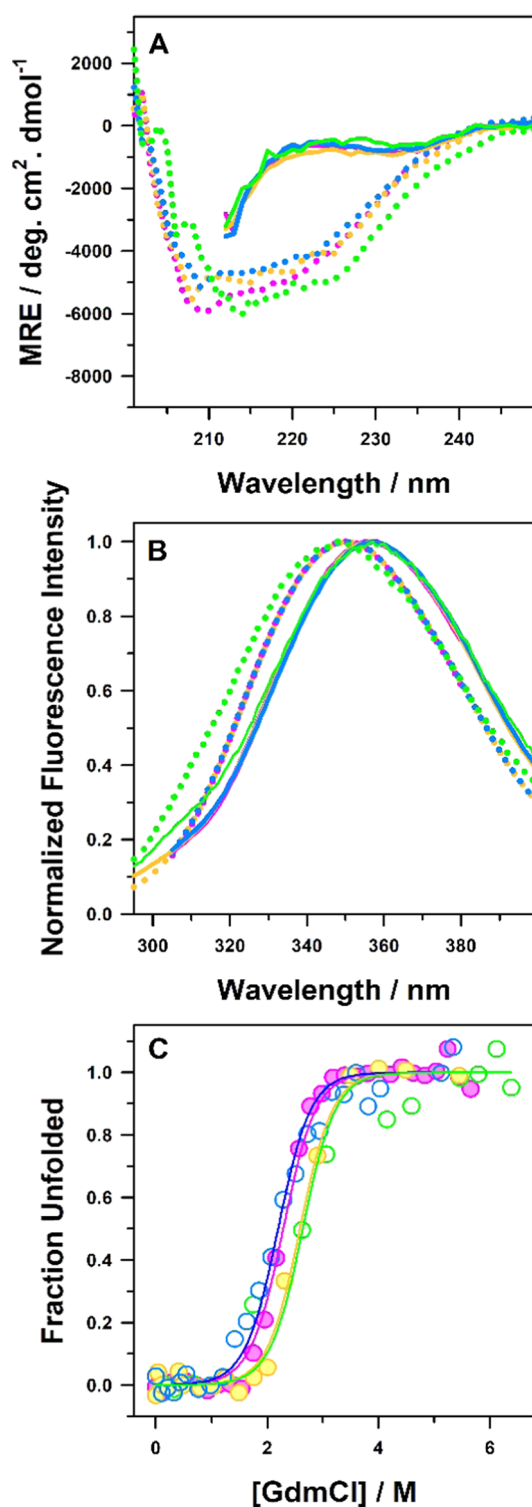 A
2000
0
-2000
-4000
-6000
-8000
MRE / deg. cm². dmol⁻¹
210 220 230 240
Wavelength / nm
B
1.0
0.8
0.6
0.4
0.2
0.0
Normalized Fluorescence Intensity
300 320 340 360 380
Wavelength / nm
C
1.0
0.8
0.6
0.4
0.2
0.0
Fraction Unfolded
0 2 4 6
[GdmCl] / M